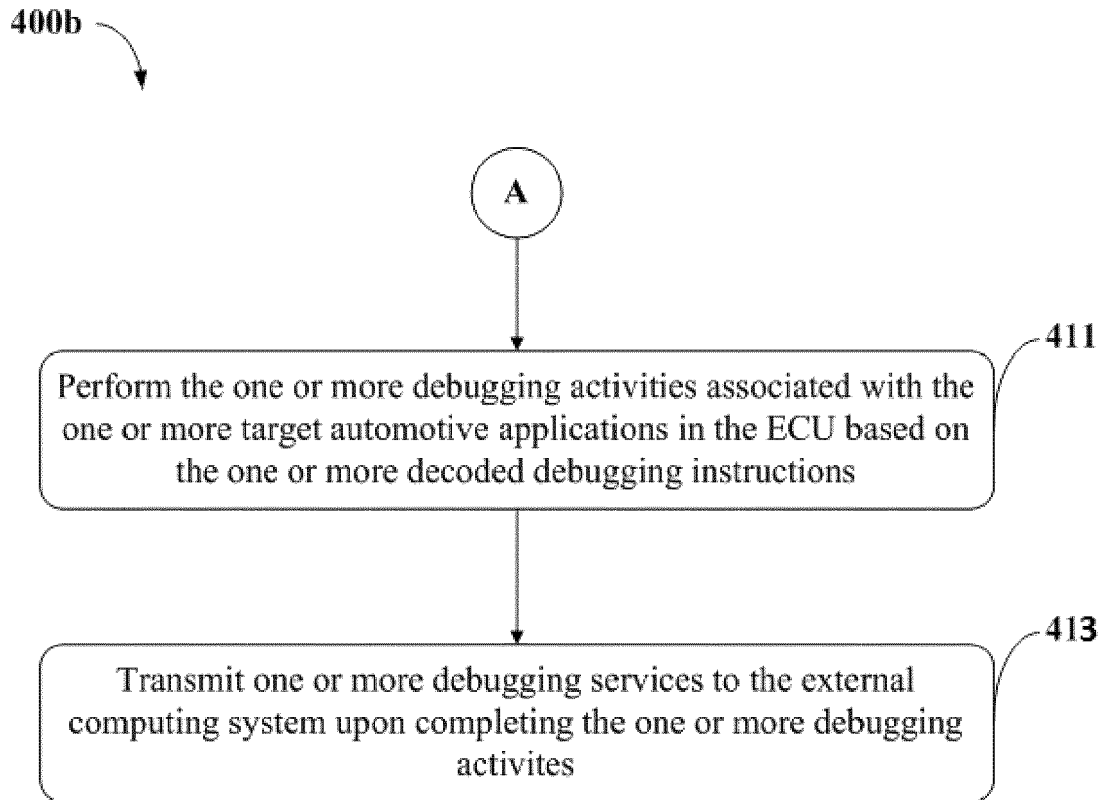 400b
A
411
Perform the one or more debugging activities associated with the
one or more target automotive applications in the ECU based on
the one or more decoded debugging instructions
413
Transmit one or more debugging services to the external
computing system upon completing the one or more debugging
activites